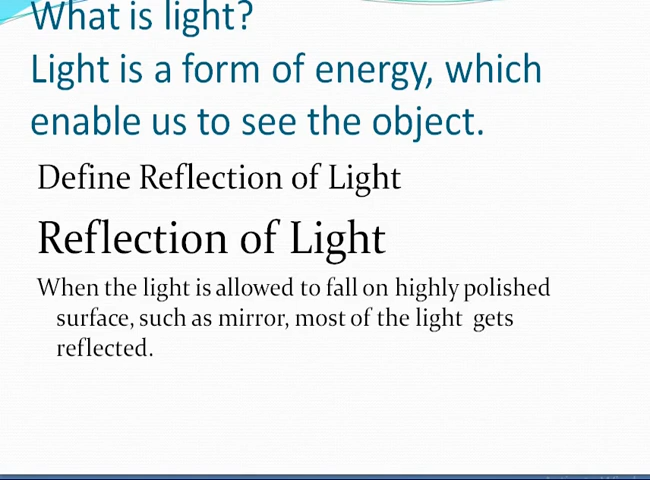 What is light?
Light is a form of energy, which
enable us to see the object.
Define Reflection of Light
Reflection of Light
When the light is allowed to fall on highly polished
surface, such as mirror, most of the light gets
reflected.